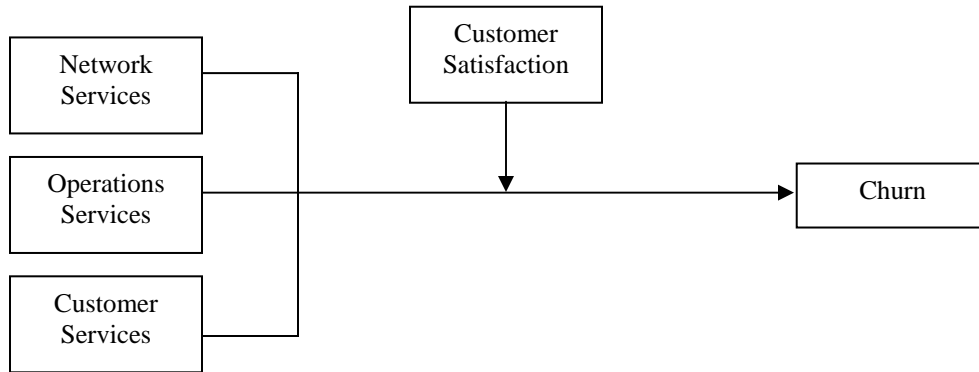 Network
Services
Customer
Satisfaction
Operations
Services
Churn
Customer
Services